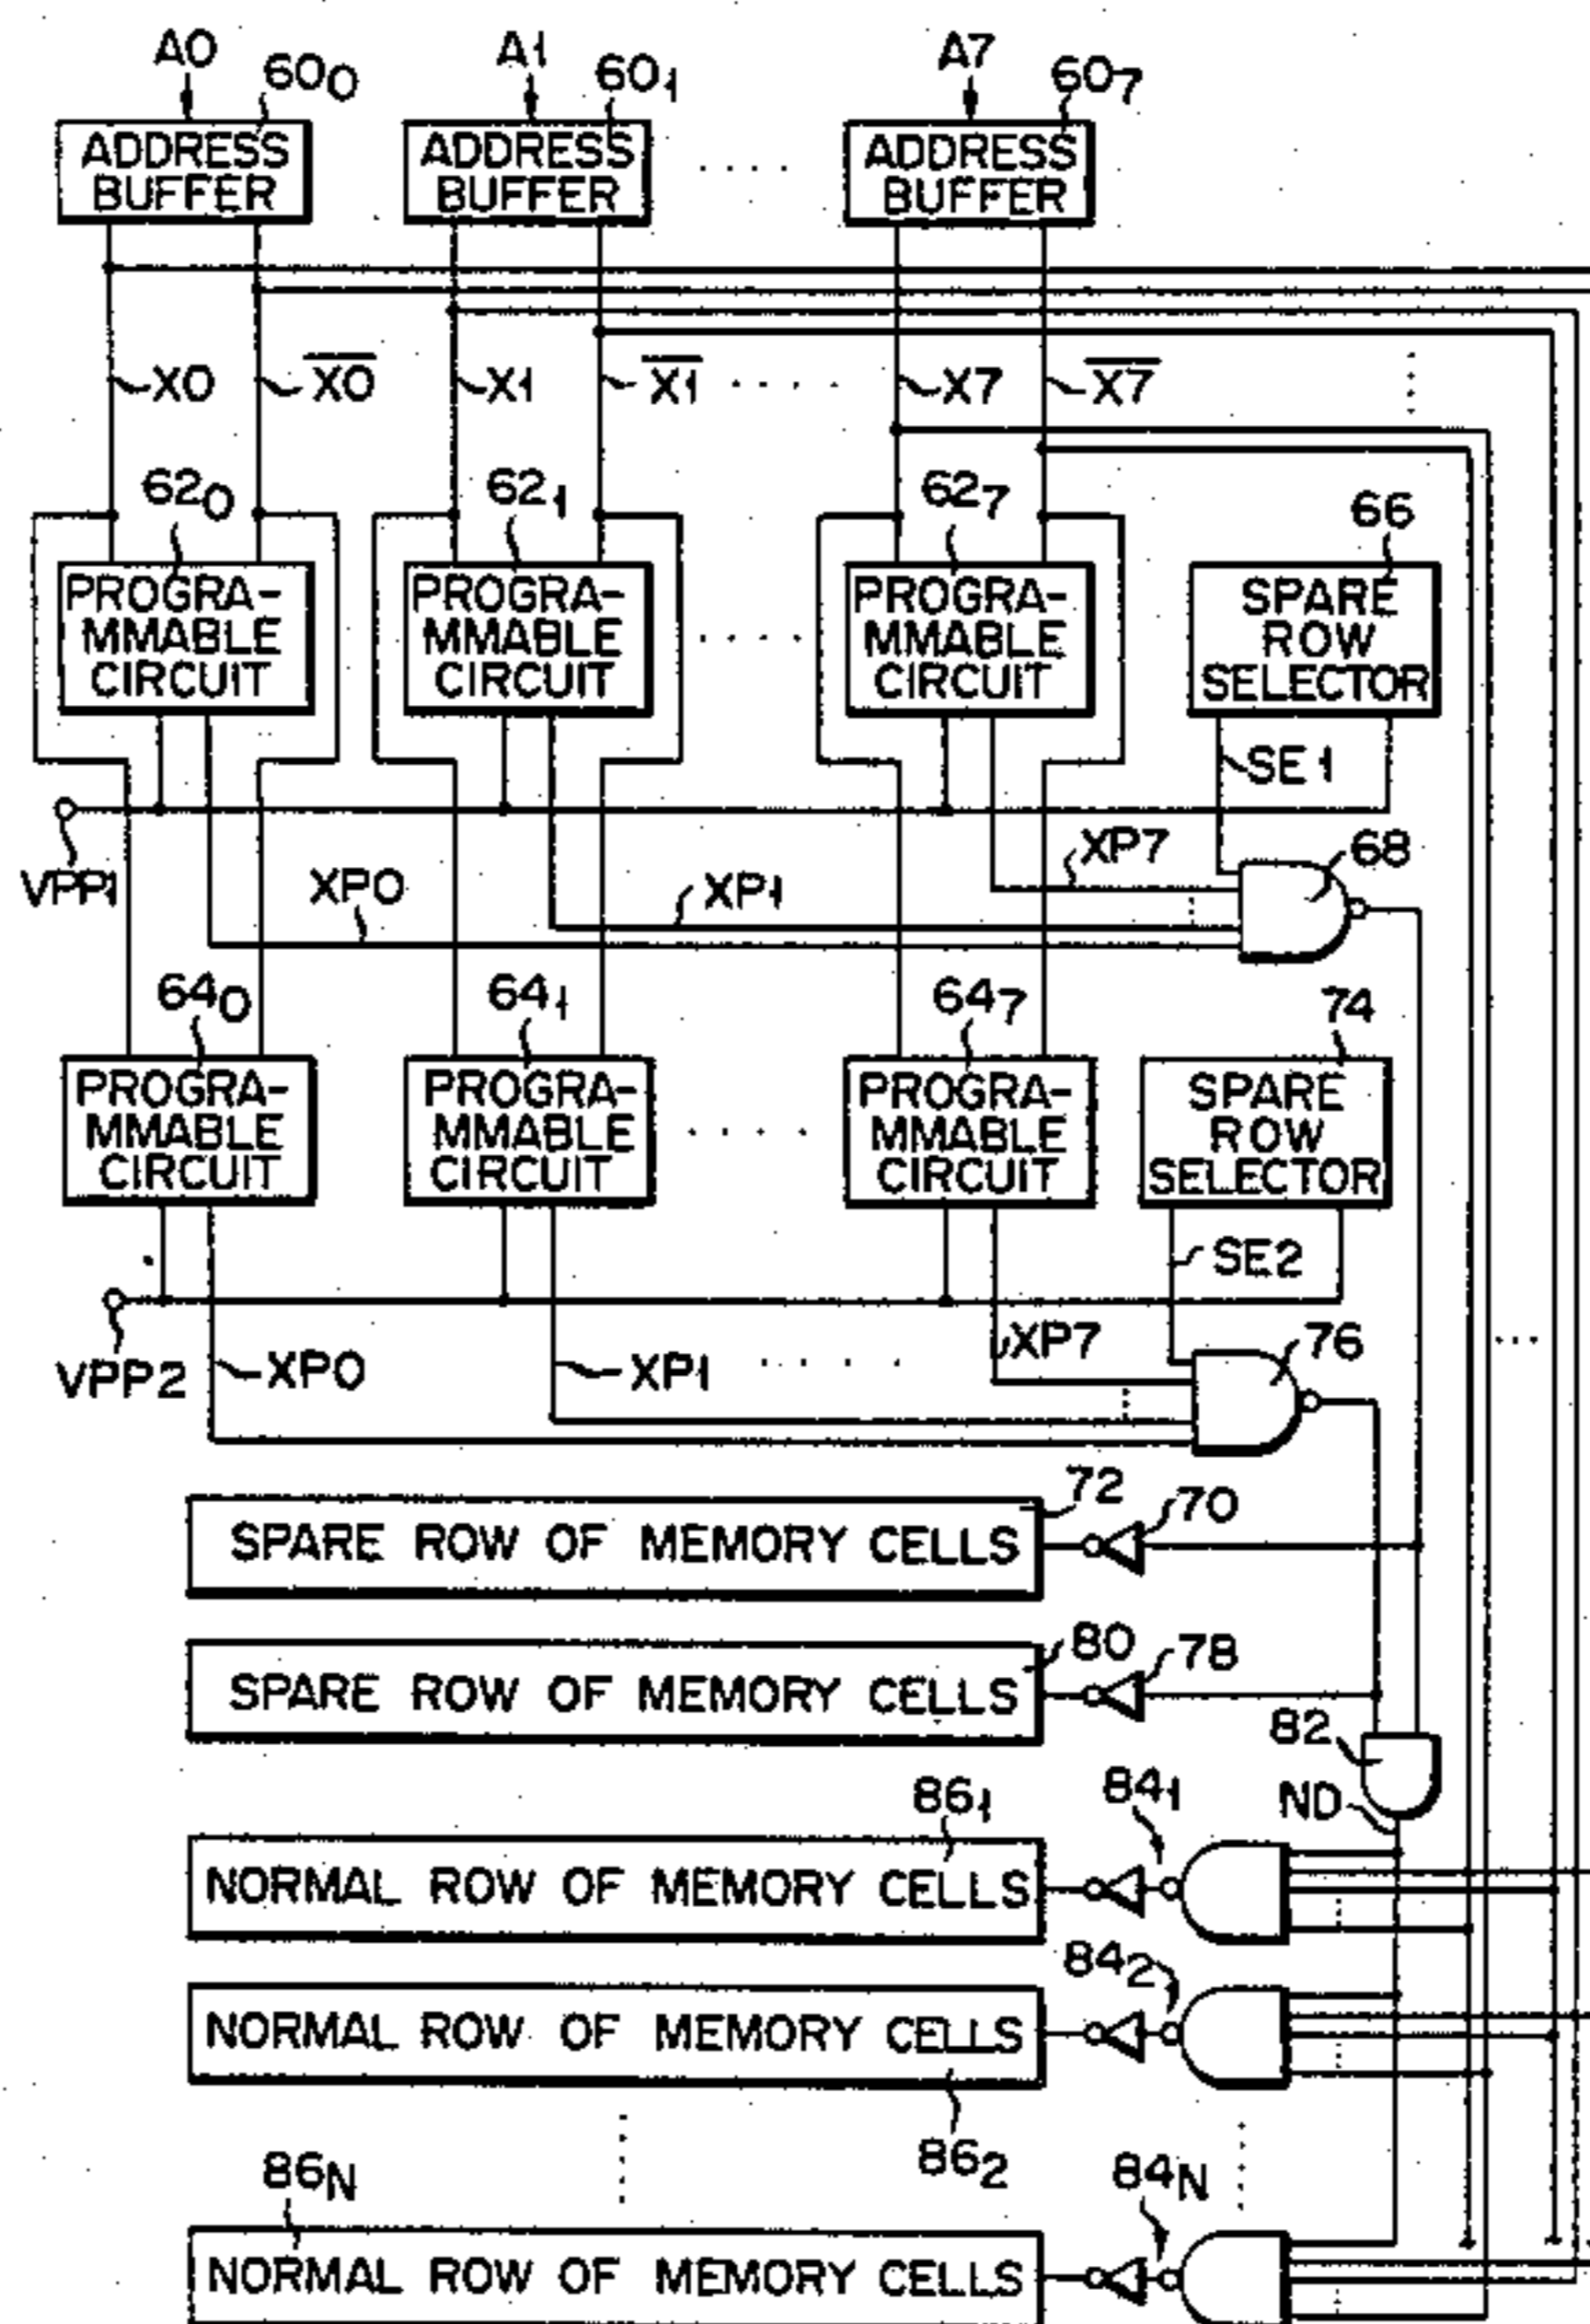 A0 60₀ A1 60₁ A7 60₇
ADDRESS BUFFER
ADDRESS BUFFER
. . . .
ADDRESS BUFFER
X0 X̅0̅ X1 X̅1̅ . . . . . X7 X̅7̅
62₀ 62₁ 62₇ 66
PROGRA-
MMABLE
CIRCUIT
PROGRA-
MMABLE
CIRCUIT
. . . .
PROGRA-
MMABLE
CIRCUIT
SPARE
ROW
SELECTOR
SE1
VPP1 XP0 XP1 XP7 68
64₀ 64₁ 64₇ 74
PROGRA-
MMABLE
CIRCUIT
PROGRA-
MMABLE
CIRCUIT
. . . .
PROGRA-
MMABLE
CIRCUIT
SPARE
ROW
SELECTOR
SE2
VPP2 XP0 XP1 . . . . . XP7 76
. . .
72 70
SPARE ROW OF MEMORY CELLS
80 78
SPARE ROW OF MEMORY CELLS
82
ND
86₁ 84₁
NORMAL ROW OF MEMORY CELLS
84₂
NORMAL ROW OF MEMORY CELLS
86₂
86N 84N
NORMAL ROW OF MEMORY CELLS